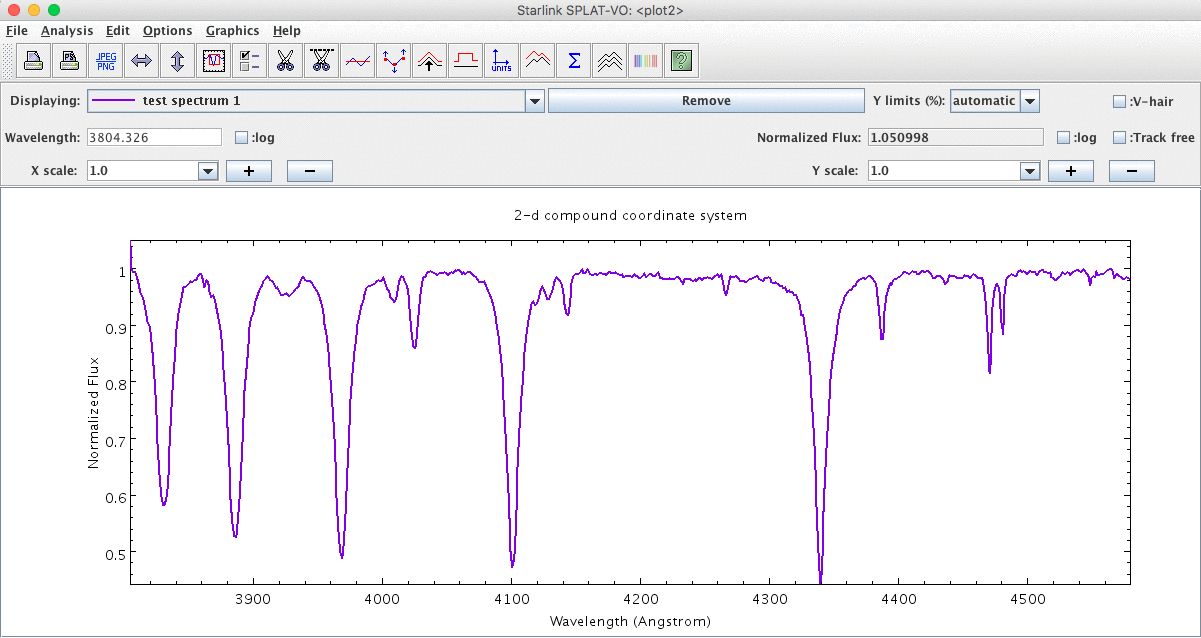 Starlink SPLAT-VO: <plot2>
File Analysis Edit Options Graphics Help
PS JPEG PNG UNITS Σ ?
Displaying: test spectrum 1 Remove Y limits (%): automatic :V-hair
Wavelength: 3804.326 :log Normalized Flux: 1.050998 :log :Track free
X scale: 1.0 + − Y scale: 1.0 + −
2-d compound coordinate system
1
0.9
0.8
0.7
0.6
0.5
Normalized Flux
3900 4000 4100 4200 4300 4400 4500
Wavelength (Angstrom)